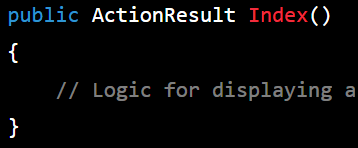 public ActionResult Index()
{
    // Logic for displaying a
}